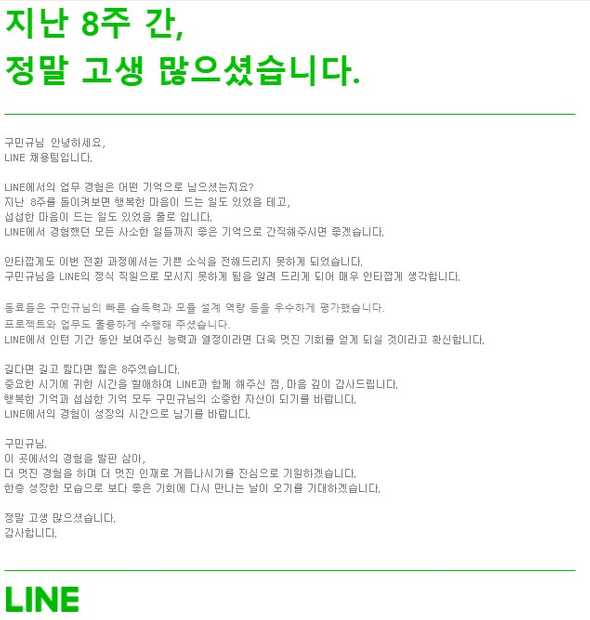 지난 8주 간,
정말 고생 많으셨습니다.
구민규님 안녕하세요,
LINE 채용팀입니다.
LINE에서의 업무 경험은 어떤 기억으로 남으셨는지요?
지난 8주를 돌이켜보면 행복한 마음이 드는 일도 있었을 테고,
섭섭한 마음이 드는 일도 있었을 줄로 압니다.
LINE에서 경험했던 모든 사소한 일들까지 좋은 기억으로 간직해주시면 좋겠습니다.
안타깝게도 이번 전환 과정에서는 기쁜 소식을 전해드리지 못하게 되었습니다.
구민규님을 LINE의 정식 직원으로 모시지 못하게 됨을 알려 드리게 되어 매우 안타깝게 생각합니다.
동료들은 구민규님의 빠른 습득력과 모듈 설계 역량 등을 우수하게 평가했습니다.
프로젝트와 업무도 훌륭하게 수행해 주셨습니다.
LINE에서 인턴 기간 동안 보여주신 능력과 열정이라면 더욱 멋진 기회를 얻게 되실 것이라고 확신합니다.
길다면 길고 짧다면 짧은 8주였습니다.
중요한 시기에 귀한 시간을 할애하여 LINE과 함께 해주신 점, 마음 깊이 감사드립니다.
행복한 기억과 섭섭한 기억 모두 구민규님의 소중한 자산이 되기를 바랍니다.
LINE에서의 경험이 성장의 시간으로 남기를 바랍니다.
구민규님.
이 곳에서의 경험을 발판 삼아,
더 멋진 경험을 하며 더 멋진 인재로 거듭나시기를 진심으로 기원하겠습니다.
한층 성장한 모습으로 보다 좋은 기회에 다시 만나는 날이 오기를 기대하겠습니다.
정말 고생 많으셨습니다.
감사합니다.
LINE